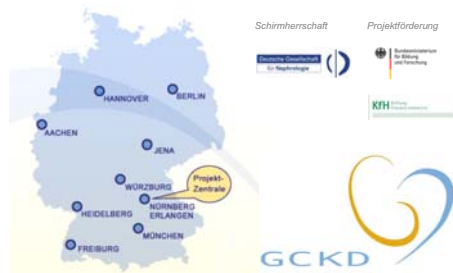 Schirmherrschaft
Projektförderung
Deutsche Gesellschaft
für Nephrologie
Bundesministerium
für Bildung
und Forschung
KfH
HANNOVER
BERLIN
AACHEN
JENA
Projekt-
Zentrale
WÜRZBURG
NÜRNBERG
ERLANGEN
HEIDELBERG
MÜNCHEN
FREIBURG
GCKD